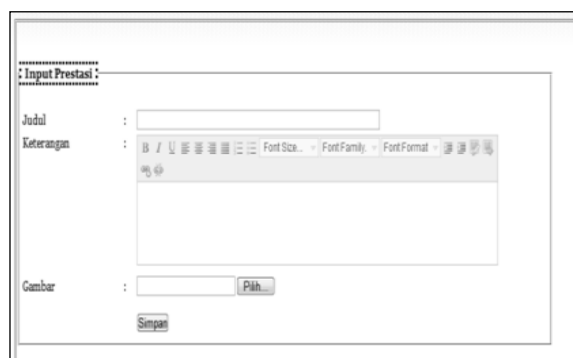 Input Prestasi
Judul :
Keterangan : B I U Font Size... Font Family. Font Format
Gambar : Pilih...
Simpan